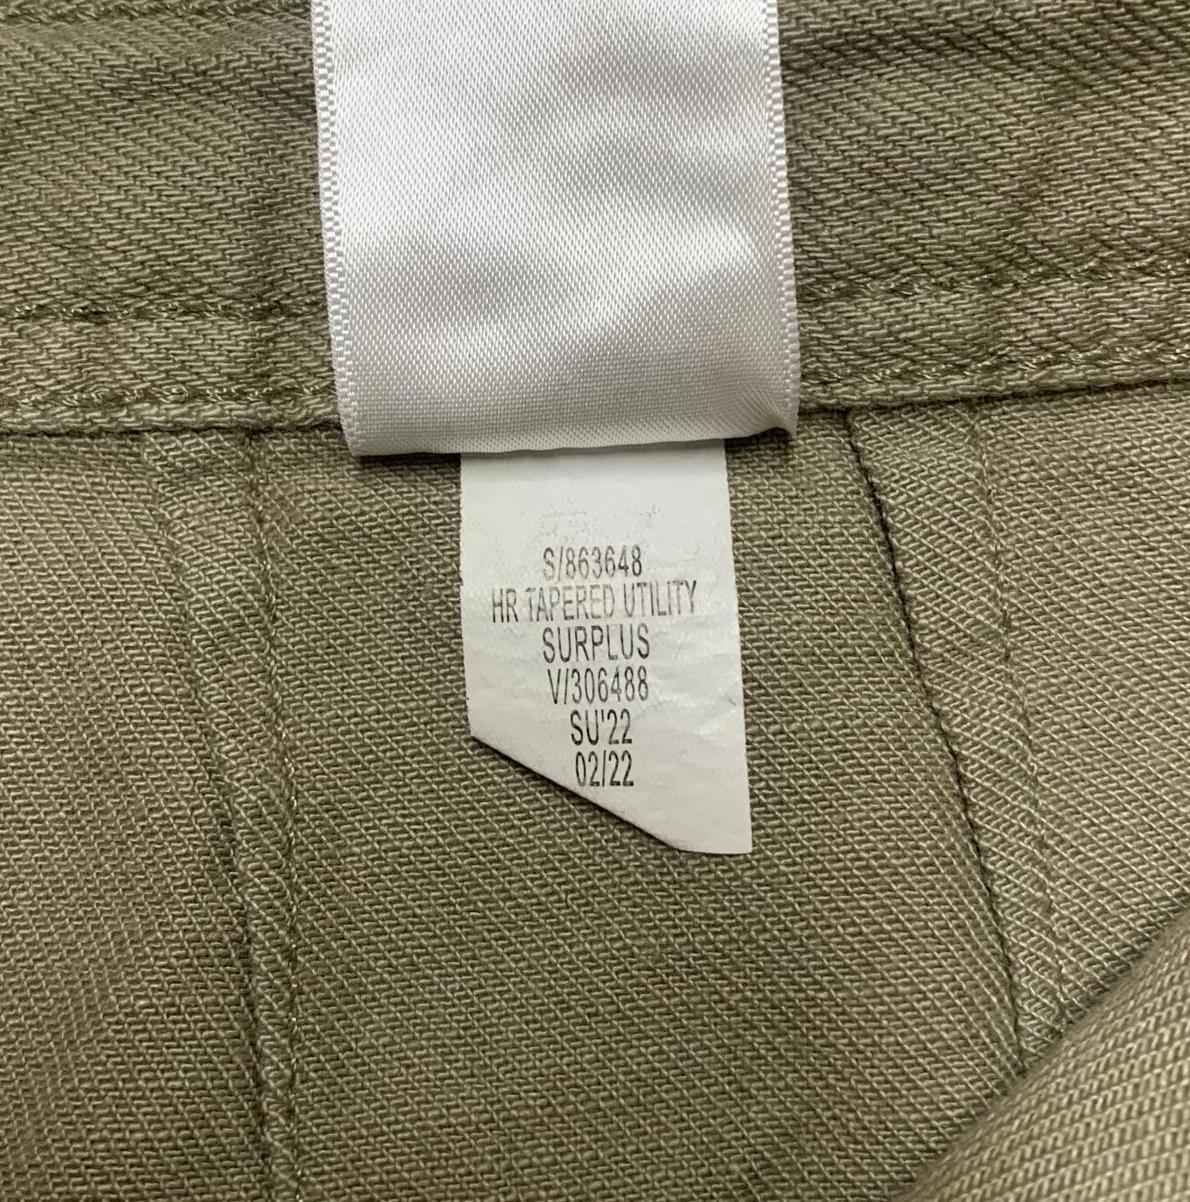 S/863648
HR TAPERED UTILITY
SURPLUS
V/306488
SU'22
02/22